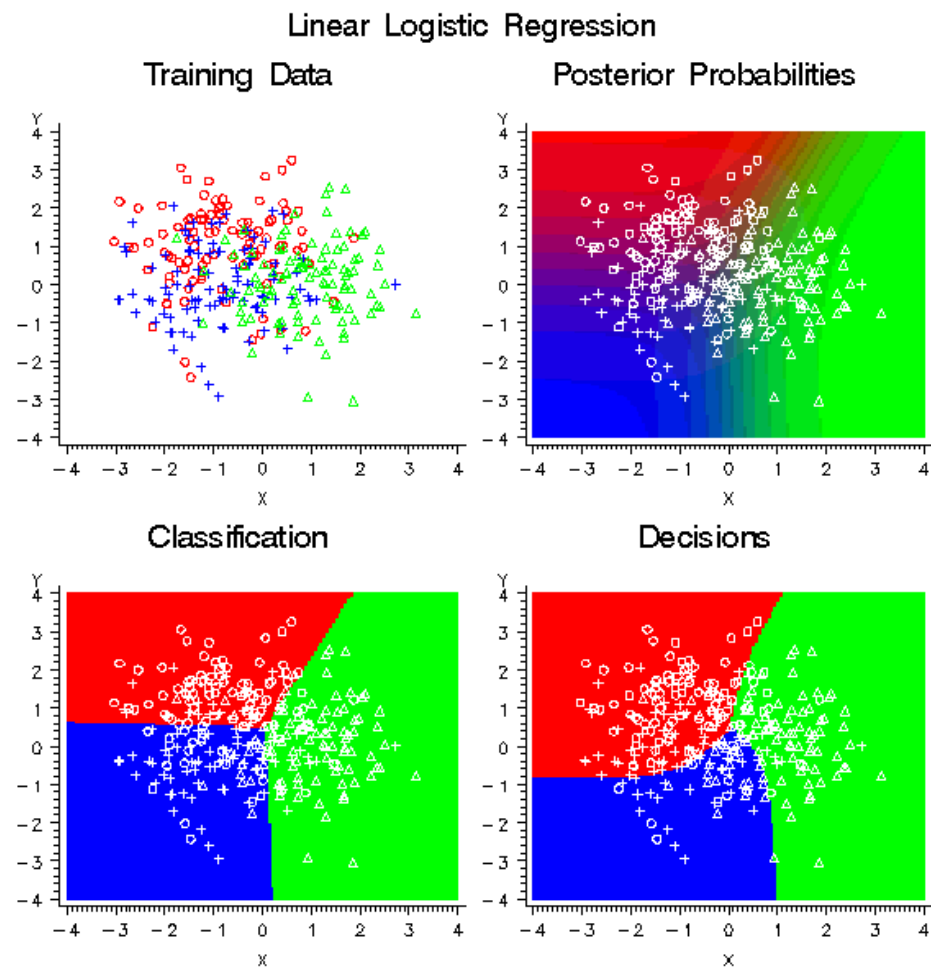 Linear Logistic Regression
Training Data
Posterior Probabilities
Y
4
3
2
1
0
−1
−2
−3
−4
−4 −3 −2 −1 0 1 2 3 4
X
Y
4
3
2
1
0
−1
−2
−3
−4
−4 −3 −2 −1 0 1 2 3 4
X
Classification
Decisions
Y
4
3
2
1
0
−1
−2
−3
−4
−4 −3 −2 −1 0 1 2 3 4
X
Y
4
3
2
1
0
−1
−2
−3
−4
−4 −3 −2 −1 0 1 2 3 4
X